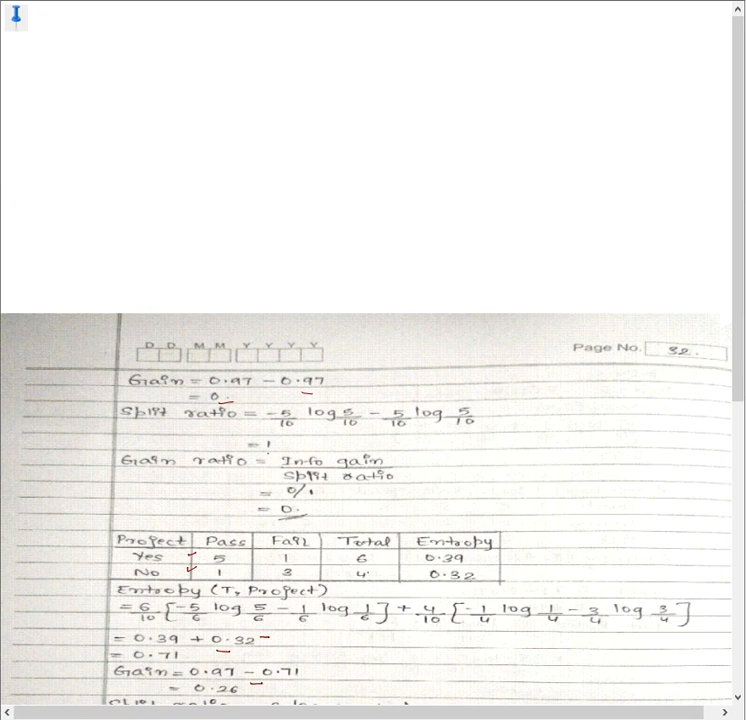 D D M M Y Y Y Y
Page No. 32.
Gain = 0.97 - 0.97
= 0.
Split ratio = -5/10 log 5/10 - 5/10 log 5/10
= 1
Gain ratio = Info gain / Split ratio
= 0/1
= 0.
Project Pass Fail Total Entropy
Yes 5 1 6 0.39
No 1 3 4 0.32
Entropy (T, Project)
= 6/10 [-5/6 log 5/6 - 1/6 log 1/6] + 4/10 [-1/4 log 1/4 - 3/4 log 3/4]
= 0.39 + 0.32
= 0.71
Gain = 0.97 - 0.71
= 0.26